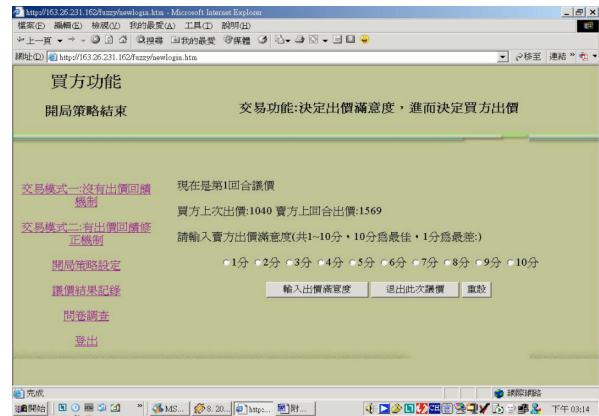 http://163.26.231.162/fuzzy/newlogin.htm - Microsoft Internet Explorer
檔案(F) 編輯(E) 檢視(V) 我的最愛(A) 工具(T) 說明(H)
上一頁 搜尋 我的最愛 媒體
網址(D) http://163.26.231.162/fuzzy/newlogin.htm 移至 連結 »
買方功能
開局策略結束
交易功能:決定出價滿意度，進而決定買方出價
交易模式一:沒有出價回饋機制
交易模式二:有出價回饋修正機制
開局策略設定
議價結果記錄
問卷調查
登出
現在是第1回合議價
買方上次出價:1040 賣方上回合出價:1569
請輸入賣方出價滿意度(共1~10分，10分為最佳，1分為最差:)
1分 2分 3分 4分 5分 6分 7分 8分 9分 10分
輸入出價滿意度 退出此次議價 重設
完成 網際網路
開始 » MS... 8. 20... http:... 附... 下午 03:14